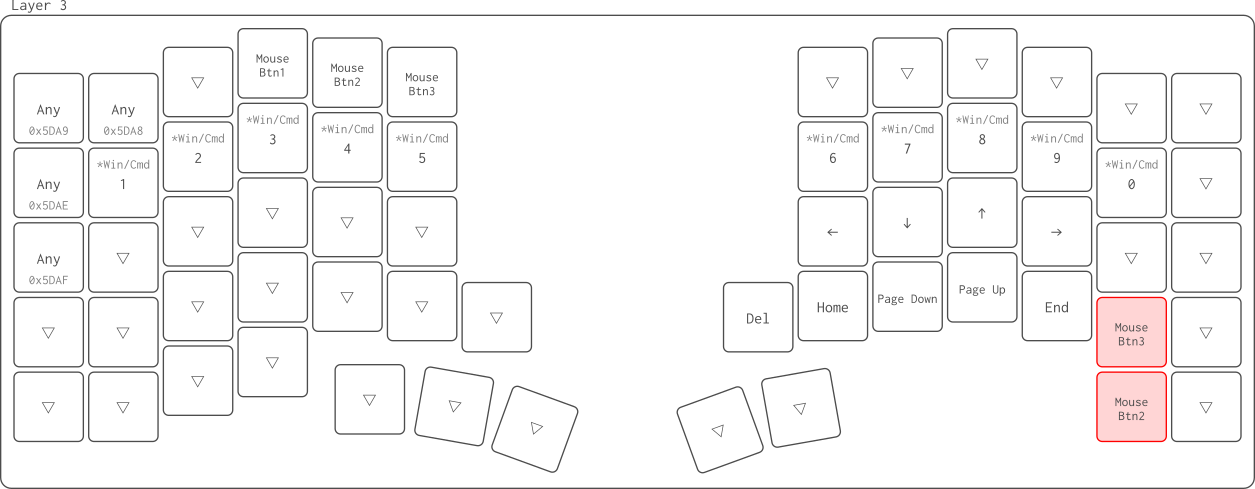 Layer 3
Mouse
Btn1
Mouse
Btn2
Mouse
Btn3
Any
0x5DA9
Any
0x5DA8
*Win/Cmd
2
*Win/Cmd
3
*Win/Cmd
4
*Win/Cmd
5
*Win/Cmd
6
*Win/Cmd
7
*Win/Cmd
8
*Win/Cmd
9
Any
0x5DAE
*Win/Cmd
1
*Win/Cmd
0
Any
0x5DAF
←
↓
↑
→
Del
Home
Page Down
Page Up
End
Mouse
Btn3
Mouse
Btn2